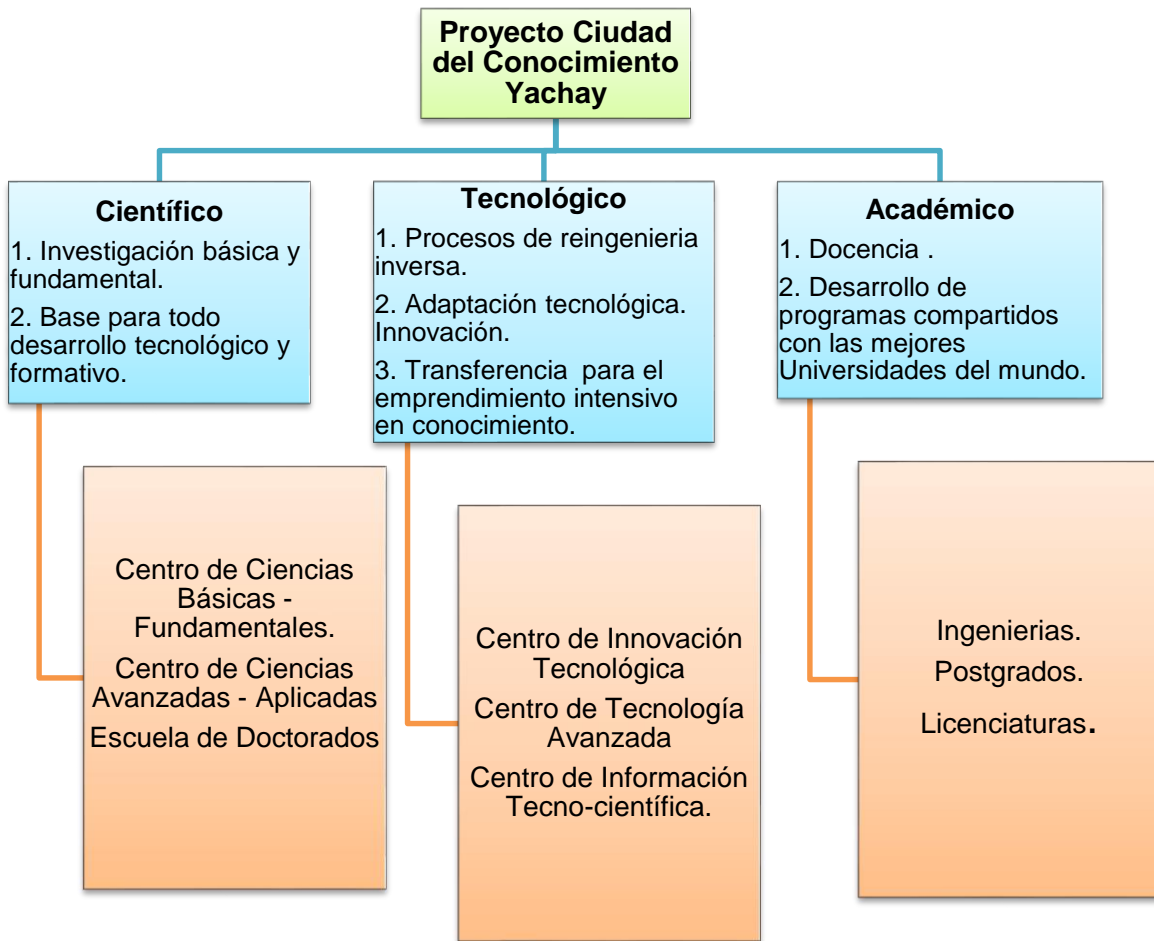 Proyecto Ciudad
del Conocimiento
Yachay
Científico
1. Investigación básica y
fundamental.
2. Base para todo
desarrollo tecnológico y
formativo.
Tecnológico
1. Procesos de reingenieria
inversa.
2. Adaptación tecnológica.
Innovación.
3. Transferencia para el
emprendimiento intensivo
en conocimiento.
Académico
1. Docencia .
2. Desarrollo de
programas compartidos
con las mejores
Universidades del mundo.
Centro de Ciencias
Básicas -
Fundamentales.
Centro de Ciencias
Avanzadas - Aplicadas
Escuela de Doctorados
Centro de Innovación
Tecnológica
Centro de Tecnología
Avanzada
Centro de Información
Tecno-científica.
Ingenierias.
Postgrados.
Licenciaturas.